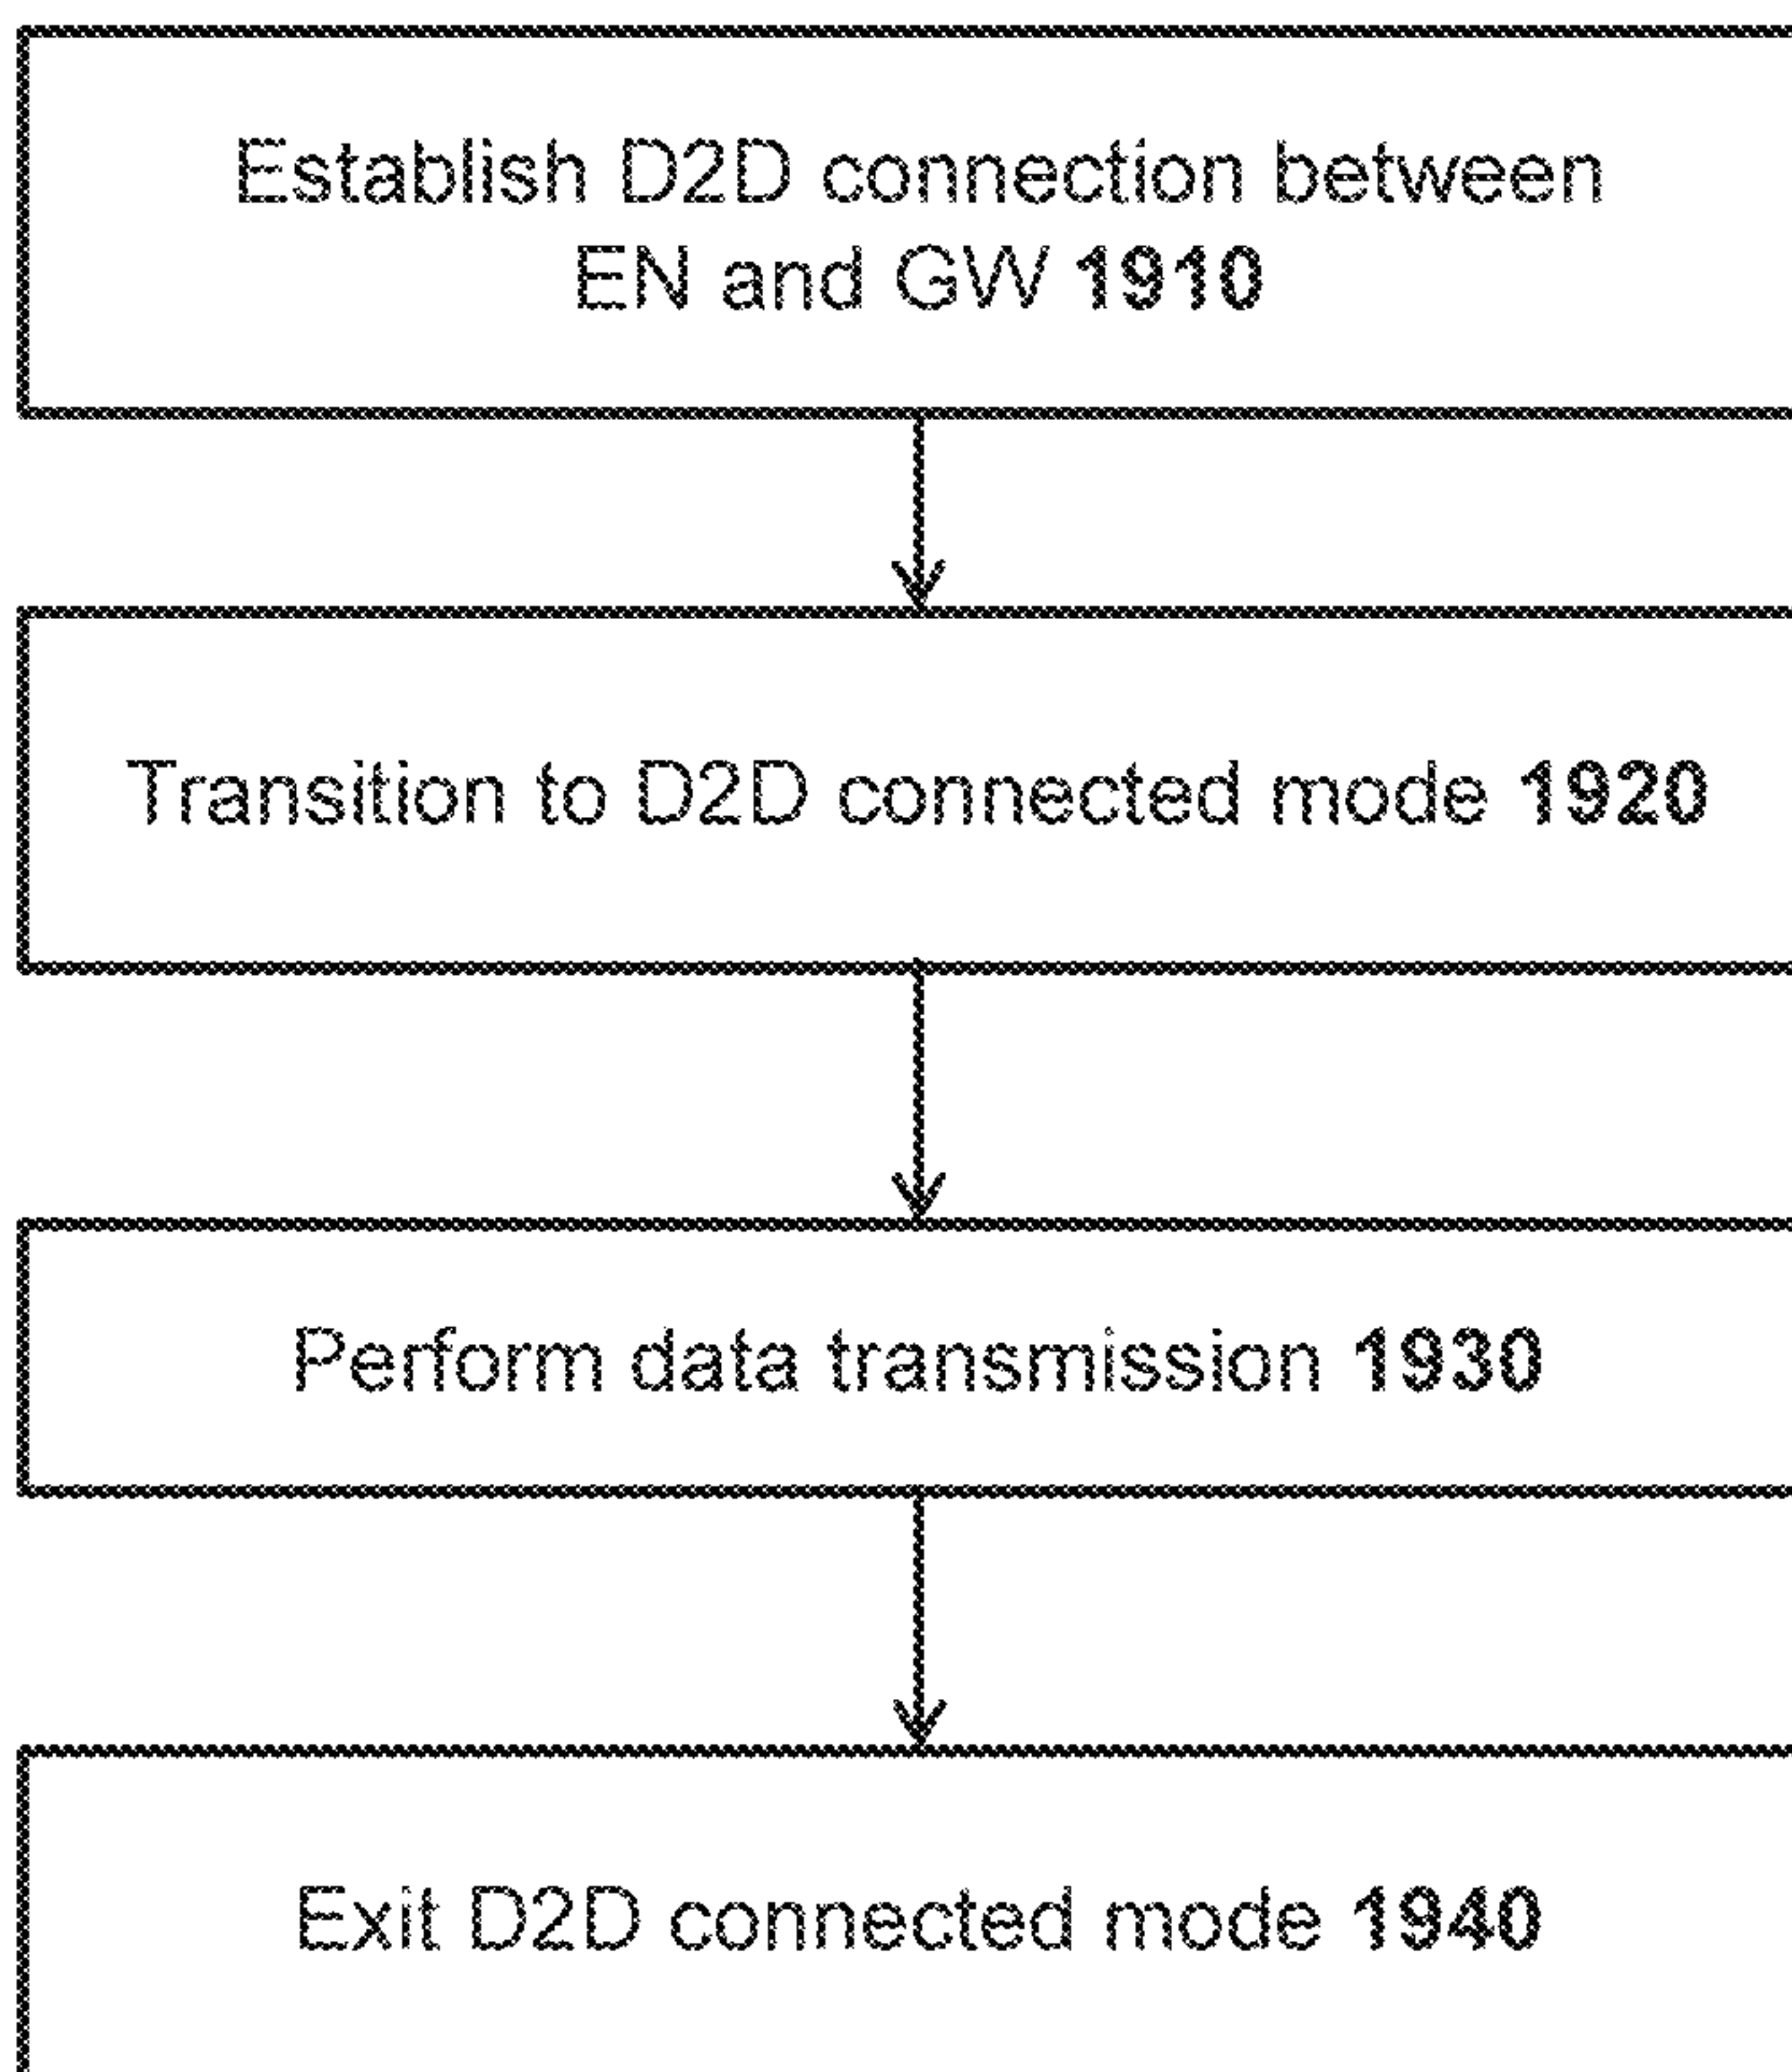 Establish D2D connection between
EN and GW 1910
Transition to D2D connected mode 1920
Perform data transmission 1930
Exit D2D connected mode 1940